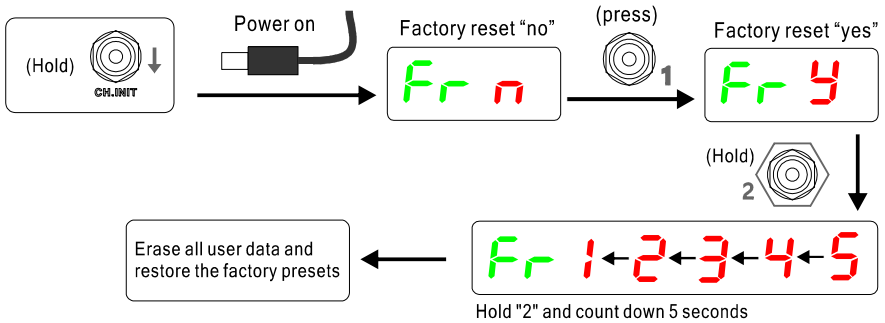 Power on
Factory reset “no”
(press)
Factory reset “yes”
(Hold)
CH.INIT
Fr n
1
Fr y
(Hold)
2
Erase all user data and
restore the factory presets
Fr 1 2 3 4 5
Hold "2" and count down 5 seconds